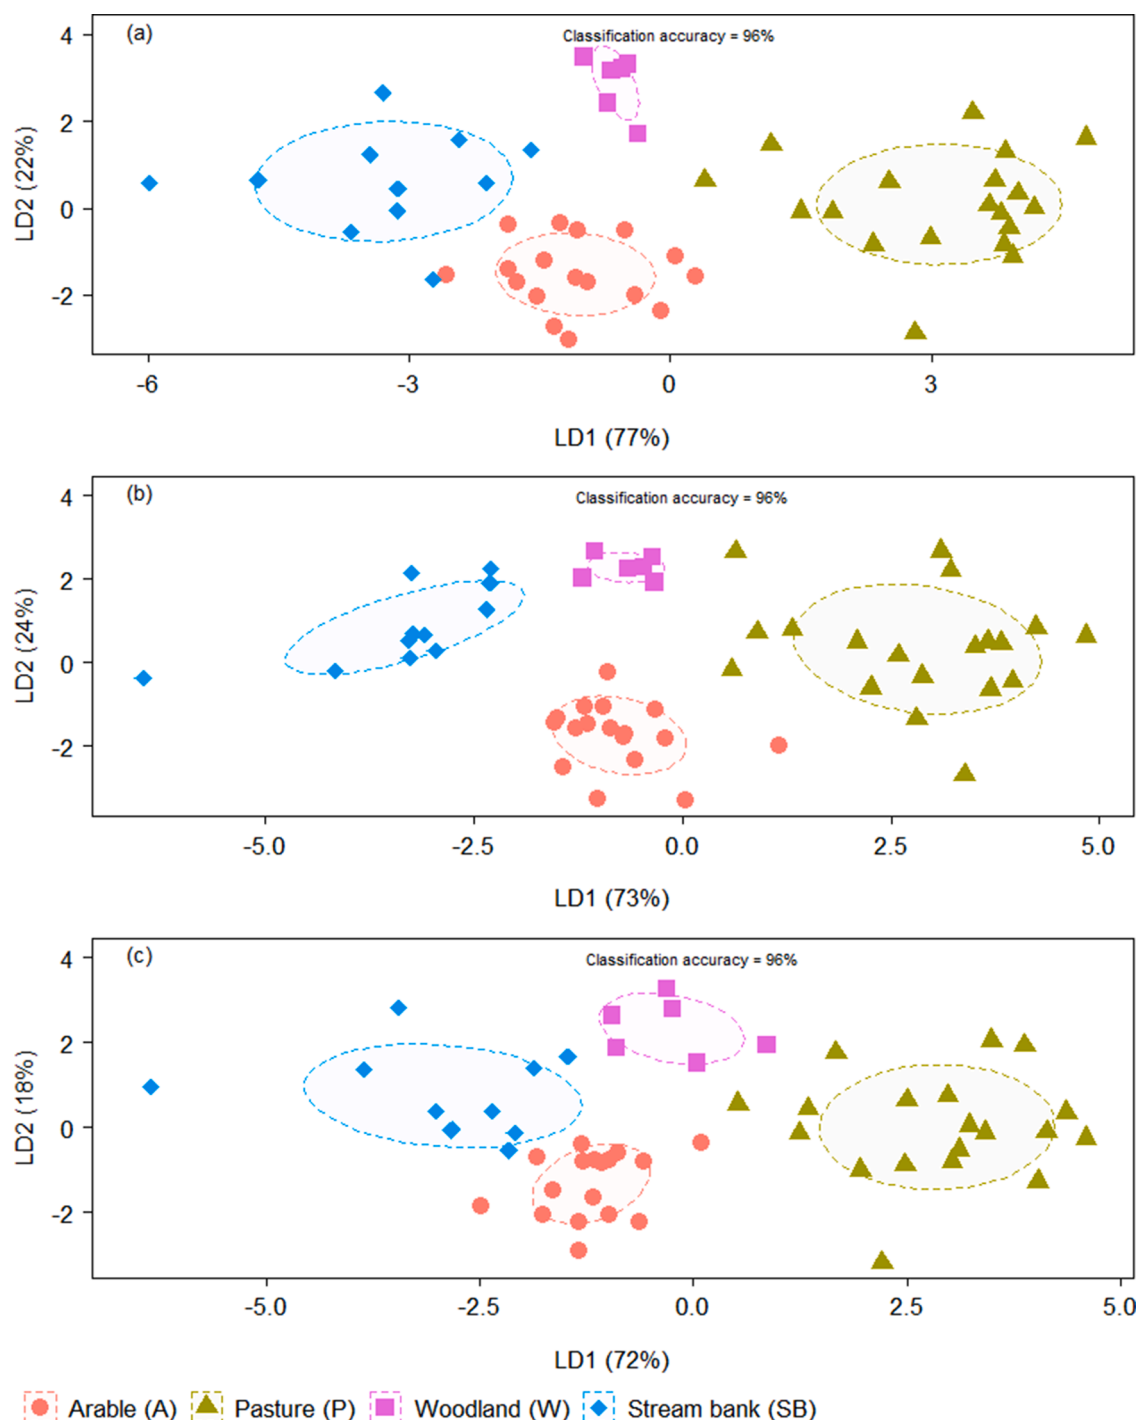 (a)
Classification accuracy = 96%
4
2
0
-2
LD2 (22%)
-6 -3 0 3
LD1 (77%)
(b)
Classification accuracy = 96%
4
2
0
-2
LD2 (24%)
-5.0 -2.5 0.0 2.5 5.0
LD1 (73%)
(c)
Classification accuracy = 96%
4
2
0
-2
LD2 (18%)
-5.0 -2.5 0.0 2.5 5.0
LD1 (72%)
Arable (A) Pasture (P) Woodland (W) Stream bank (SB)